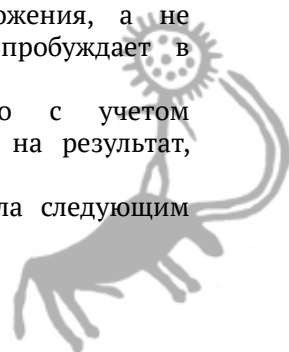 ожения, а не
пробуждает в
о с учетом
на результат,
ла следующим